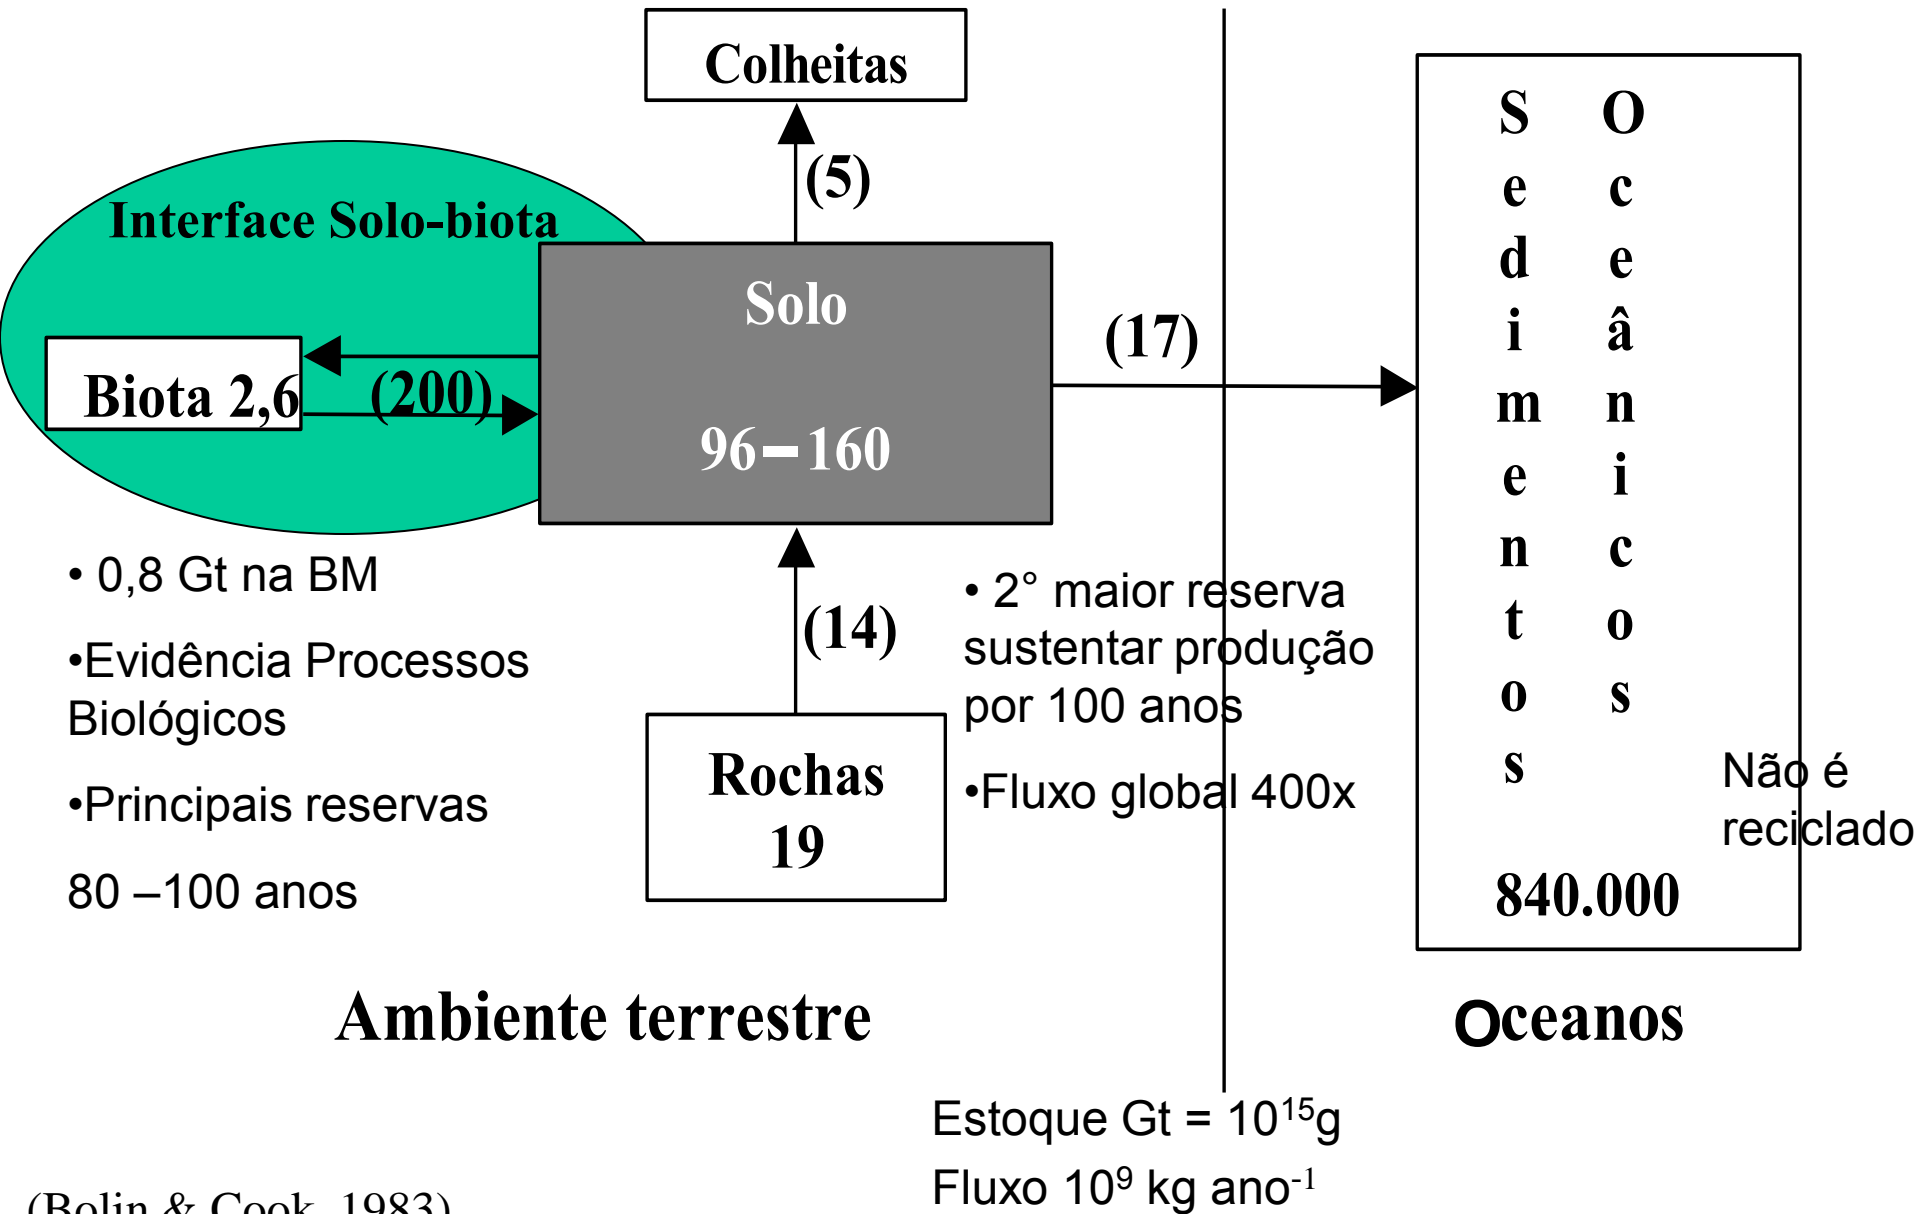 Colheitas
(5)
Interface Solo-biota
Solo
96–160
Biota 2,6
(200)
(17)
(14)
Rochas
19
• 0,8 Gt na BM
•Evidência Processos
Biológicos
•Principais reservas
80 –100 anos
• 2° maior reserva
sustentar produção
por 100 anos
•Fluxo global 400x
Sedimentos
Oceânicos
840.000
Não é
reciclado
Ambiente terrestre
Oceanos
Estoque Gt = 10¹⁵g
Fluxo 10⁹ kg ano⁻¹
(Bolin & Cook, 1983)